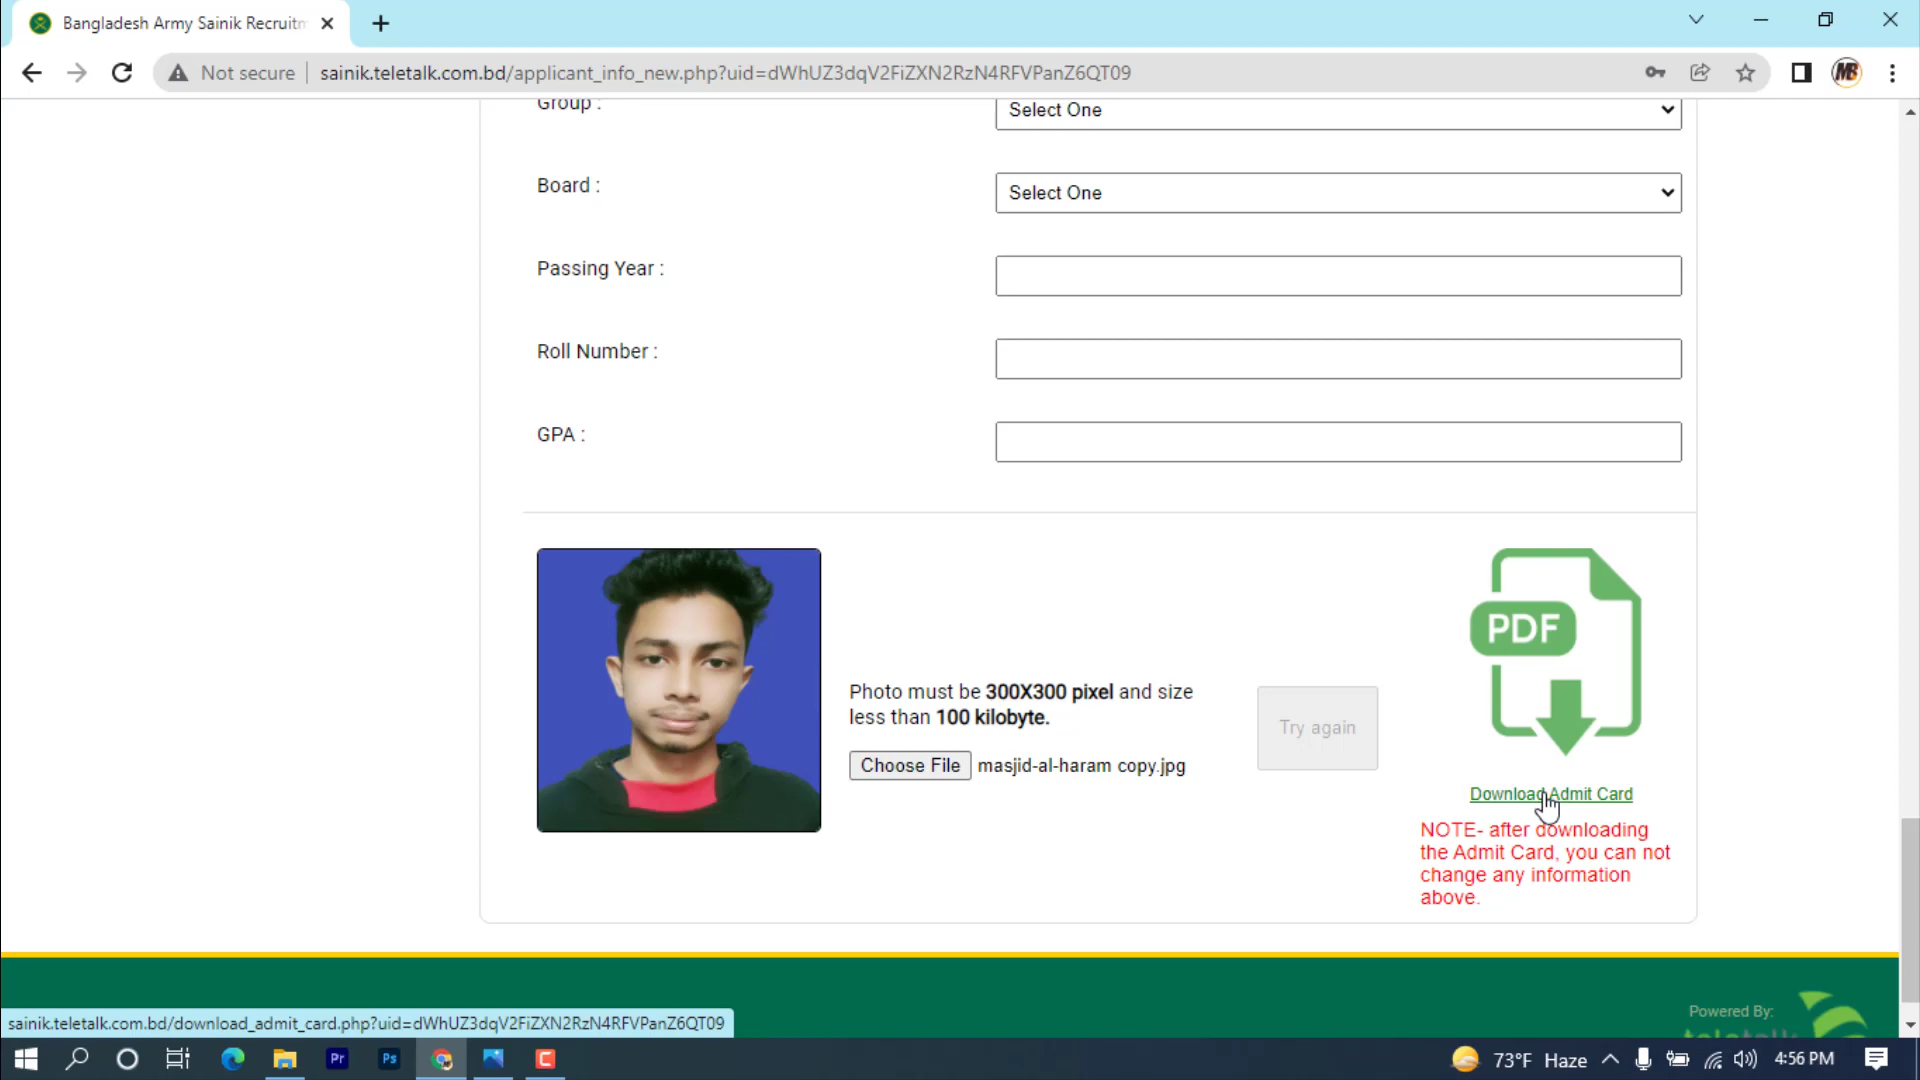 Bangladesh Army Sainik Recruitm
Not secure
sainik.teletalk.com.bd/applicant_info_new.php?uid=dWhUZ3dqV2FiZXN2RzN4RFVPanZ6QT09
MB
Group :
Select One
Board :
Select One
Passing Year :
Roll Number :
GPA :
Photo must be 300X300 pixel and size
less than 100 kilobyte.
Choose File masjid-al-haram copy.jpg
Try again
PDF
Download Admit Card
NOTE- after downloading
the Admit Card, you can not
change any information
above.
Powered By:
teletalk
sainik.teletalk.com.bd/download_admit_card.php?uid=dWhUZ3dqV2FiZXN2RzN4RFVPanZ6QT09
Pr
Ps
C
73°F Haze
4:56 PM